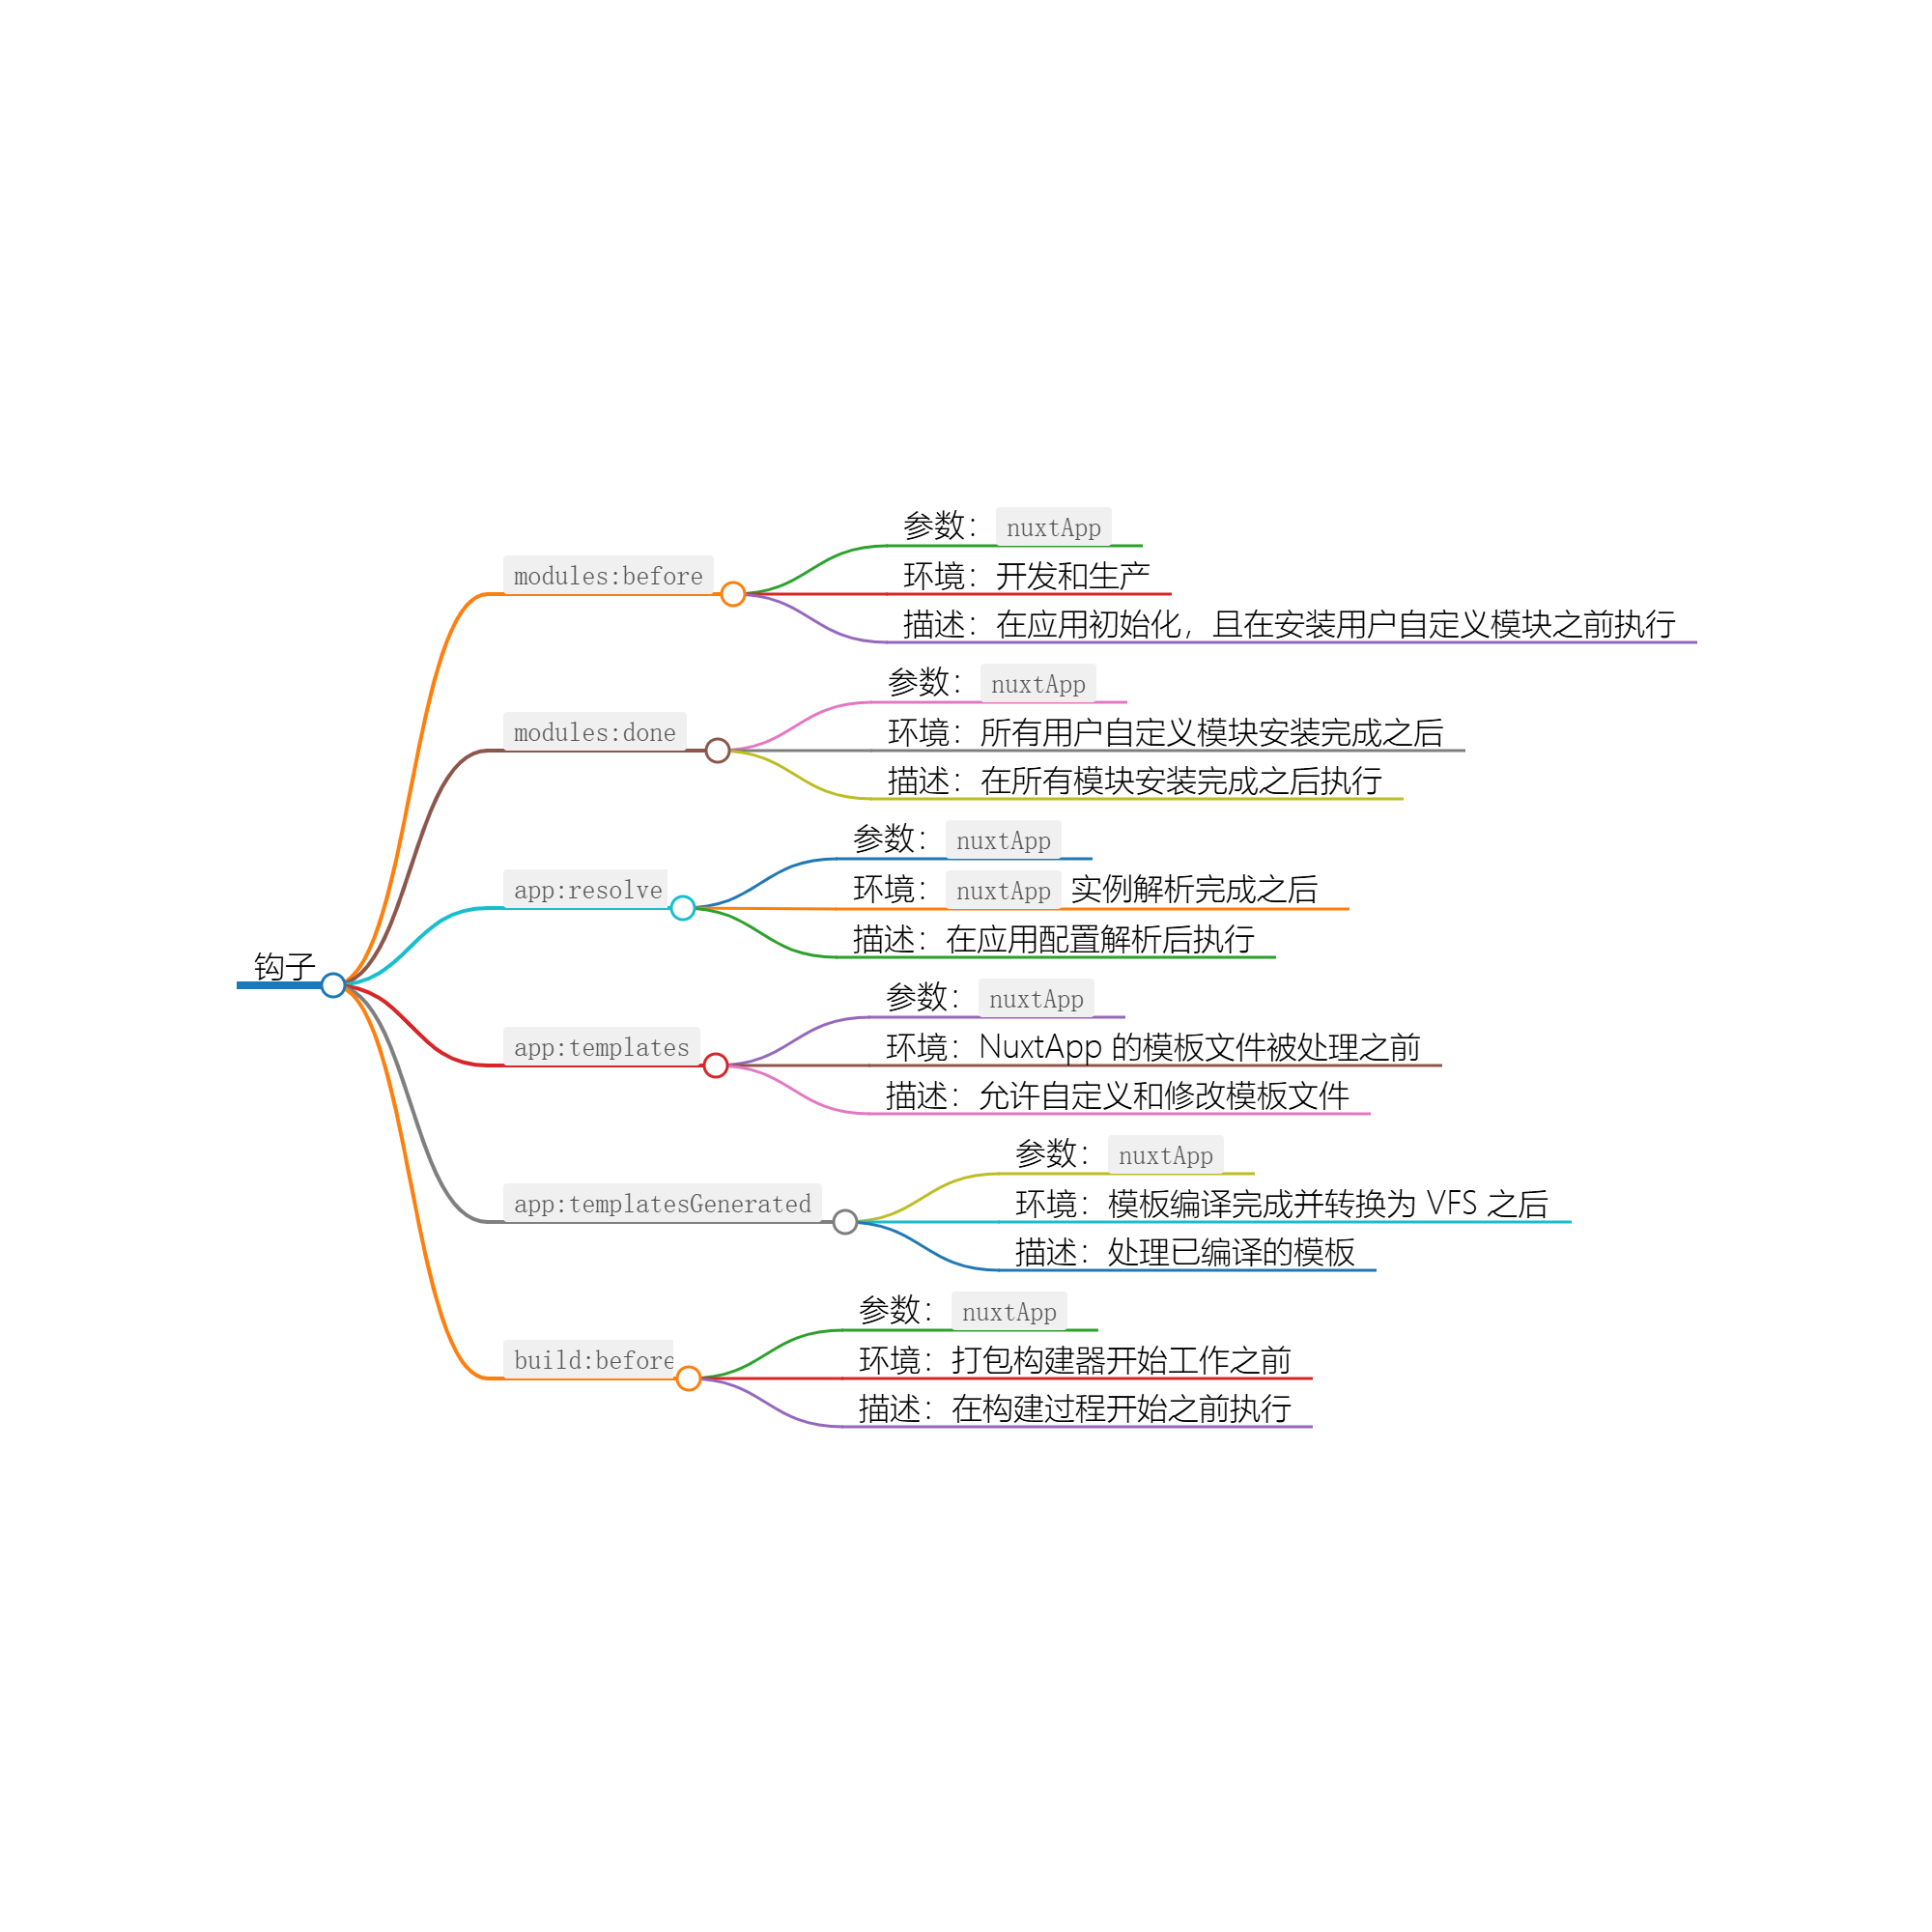 钩子
modules:before
参数：nuxtApp
环境：开发和生产
描述：在应用初始化，且在安装用户自定义模块之前执行
modules:done
参数：nuxtApp
环境：所有用户自定义模块安装完成之后
描述：在所有模块安装完成之后执行
app:resolve
参数：nuxtApp
环境：nuxtApp 实例解析完成之后
描述：在应用配置解析后执行
app:templates
参数：nuxtApp
环境：NuxtApp 的模板文件被处理之前
描述：允许自定义和修改模板文件
app:templatesGenerated
参数：nuxtApp
环境：模板编译完成并转换为 VFS 之后
描述：处理已编译的模板
build:before
参数：nuxtApp
环境：打包构建器开始工作之前
描述：在构建过程开始之前执行